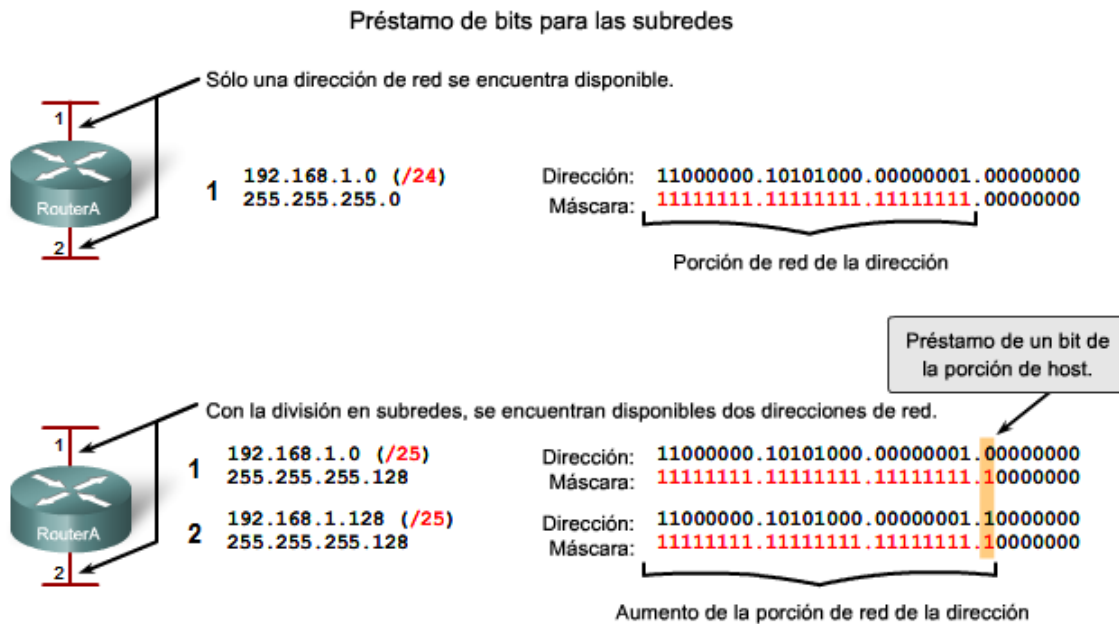 Préstamo de bits para las subredes
Sólo una dirección de red se encuentra disponible.
1
RouterA
2
1 192.168.1.0 (/24)
255.255.255.0
Dirección: 11000000.10101000.00000001.00000000
Máscara: 11111111.11111111.11111111.00000000
Porción de red de la dirección
Préstamo de un bit de
la porción de host.
Con la división en subredes, se encuentran disponibles dos direcciones de red.
1
RouterA
2
1 192.168.1.0 (/25)
255.255.255.128
Dirección: 11000000.10101000.00000001.00000000
Máscara: 11111111.11111111.11111111.10000000
2 192.168.1.128 (/25)
255.255.255.128
Dirección: 11000000.10101000.00000001.10000000
Máscara: 11111111.11111111.11111111.10000000
Aumento de la porción de red de la dirección